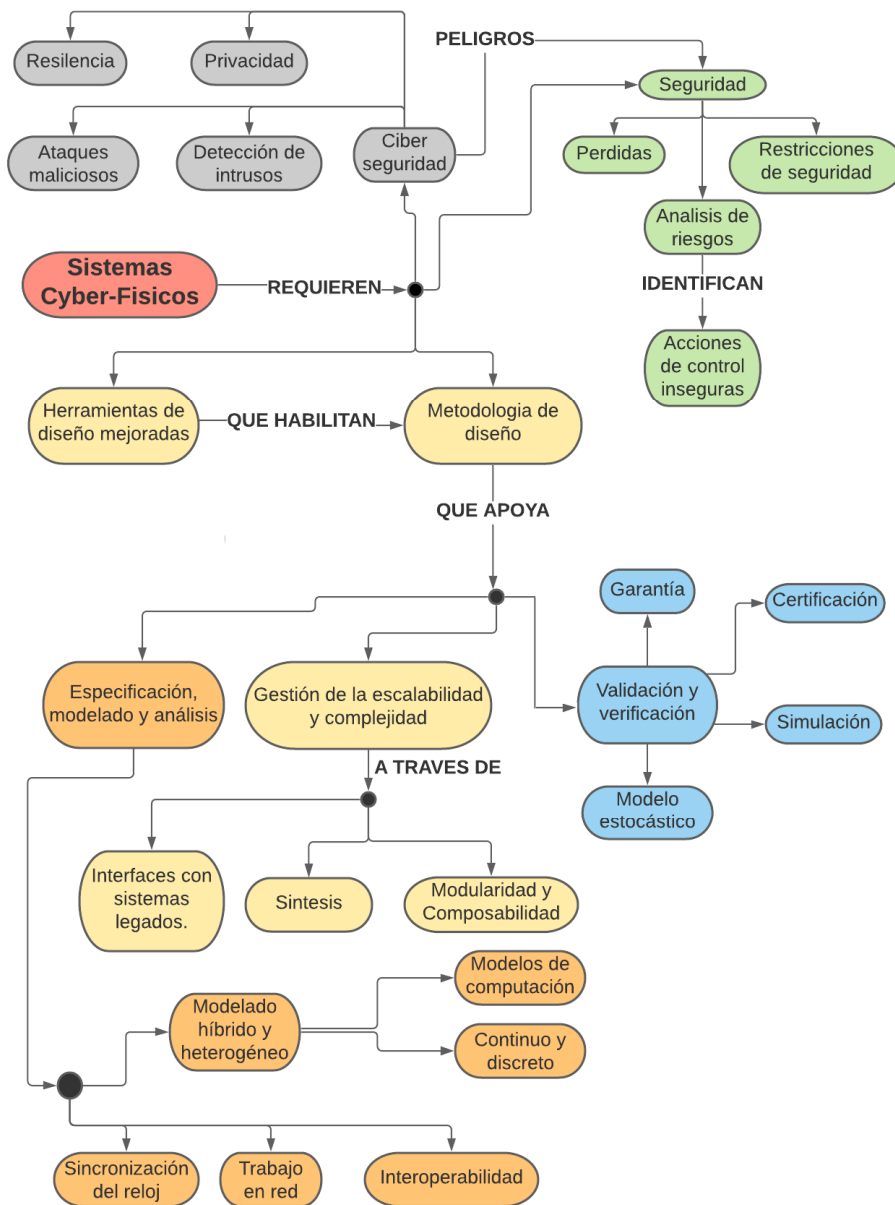 PELIGROS
Resilencia
Privacidad
Seguridad
Ataques
maliciosos
Detección de
intrusos
Ciber
seguridad
Perdidas
Restricciones
de seguridad
Analisis de
riesgos
Sistemas
Cyber-Fisicos
REQUIEREN
IDENTIFICAN
Acciones
de control
inseguras
Herramientas de
diseño mejoradas
QUE HABILITAN
Metodologia de
diseño
QUE APOYA
Garantía
Certificación
Especificación,
modelado y análisis
Gestión de la escalabilidad
y complejidad
Validación y
verificación
Simulación
A TRAVES DE
Modelo
estocástico
Interfaces con
sistemas
legados.
Sintesis
Modularidad y
Composabilidad
Modelos de
computación
Modelado
híbrido y
heterogéneo
Continuo y
discreto
Sincronización
del reloj
Trabajo
en red
Interoperabilidad